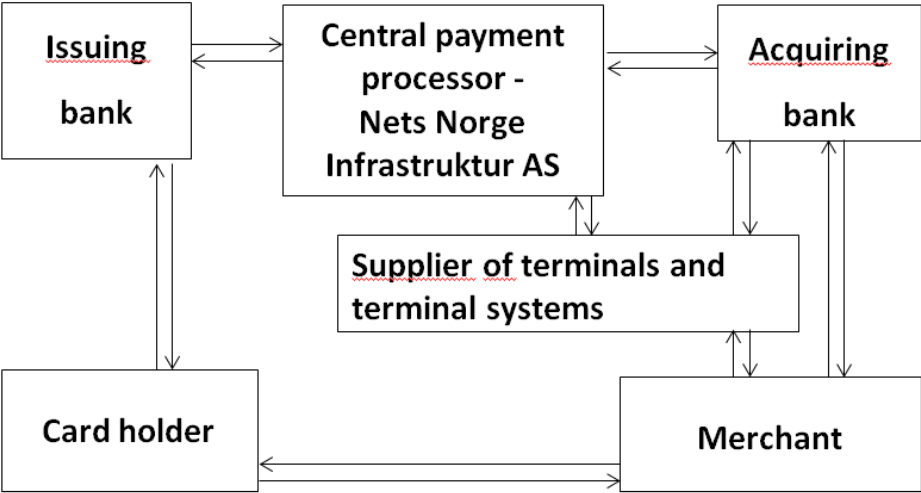 Issuing
bank
Central payment
processor -
Nets Norge
Infrastruktur AS
Acquiring
bank
Supplier of terminals and
terminal systems
Card holder
Merchant